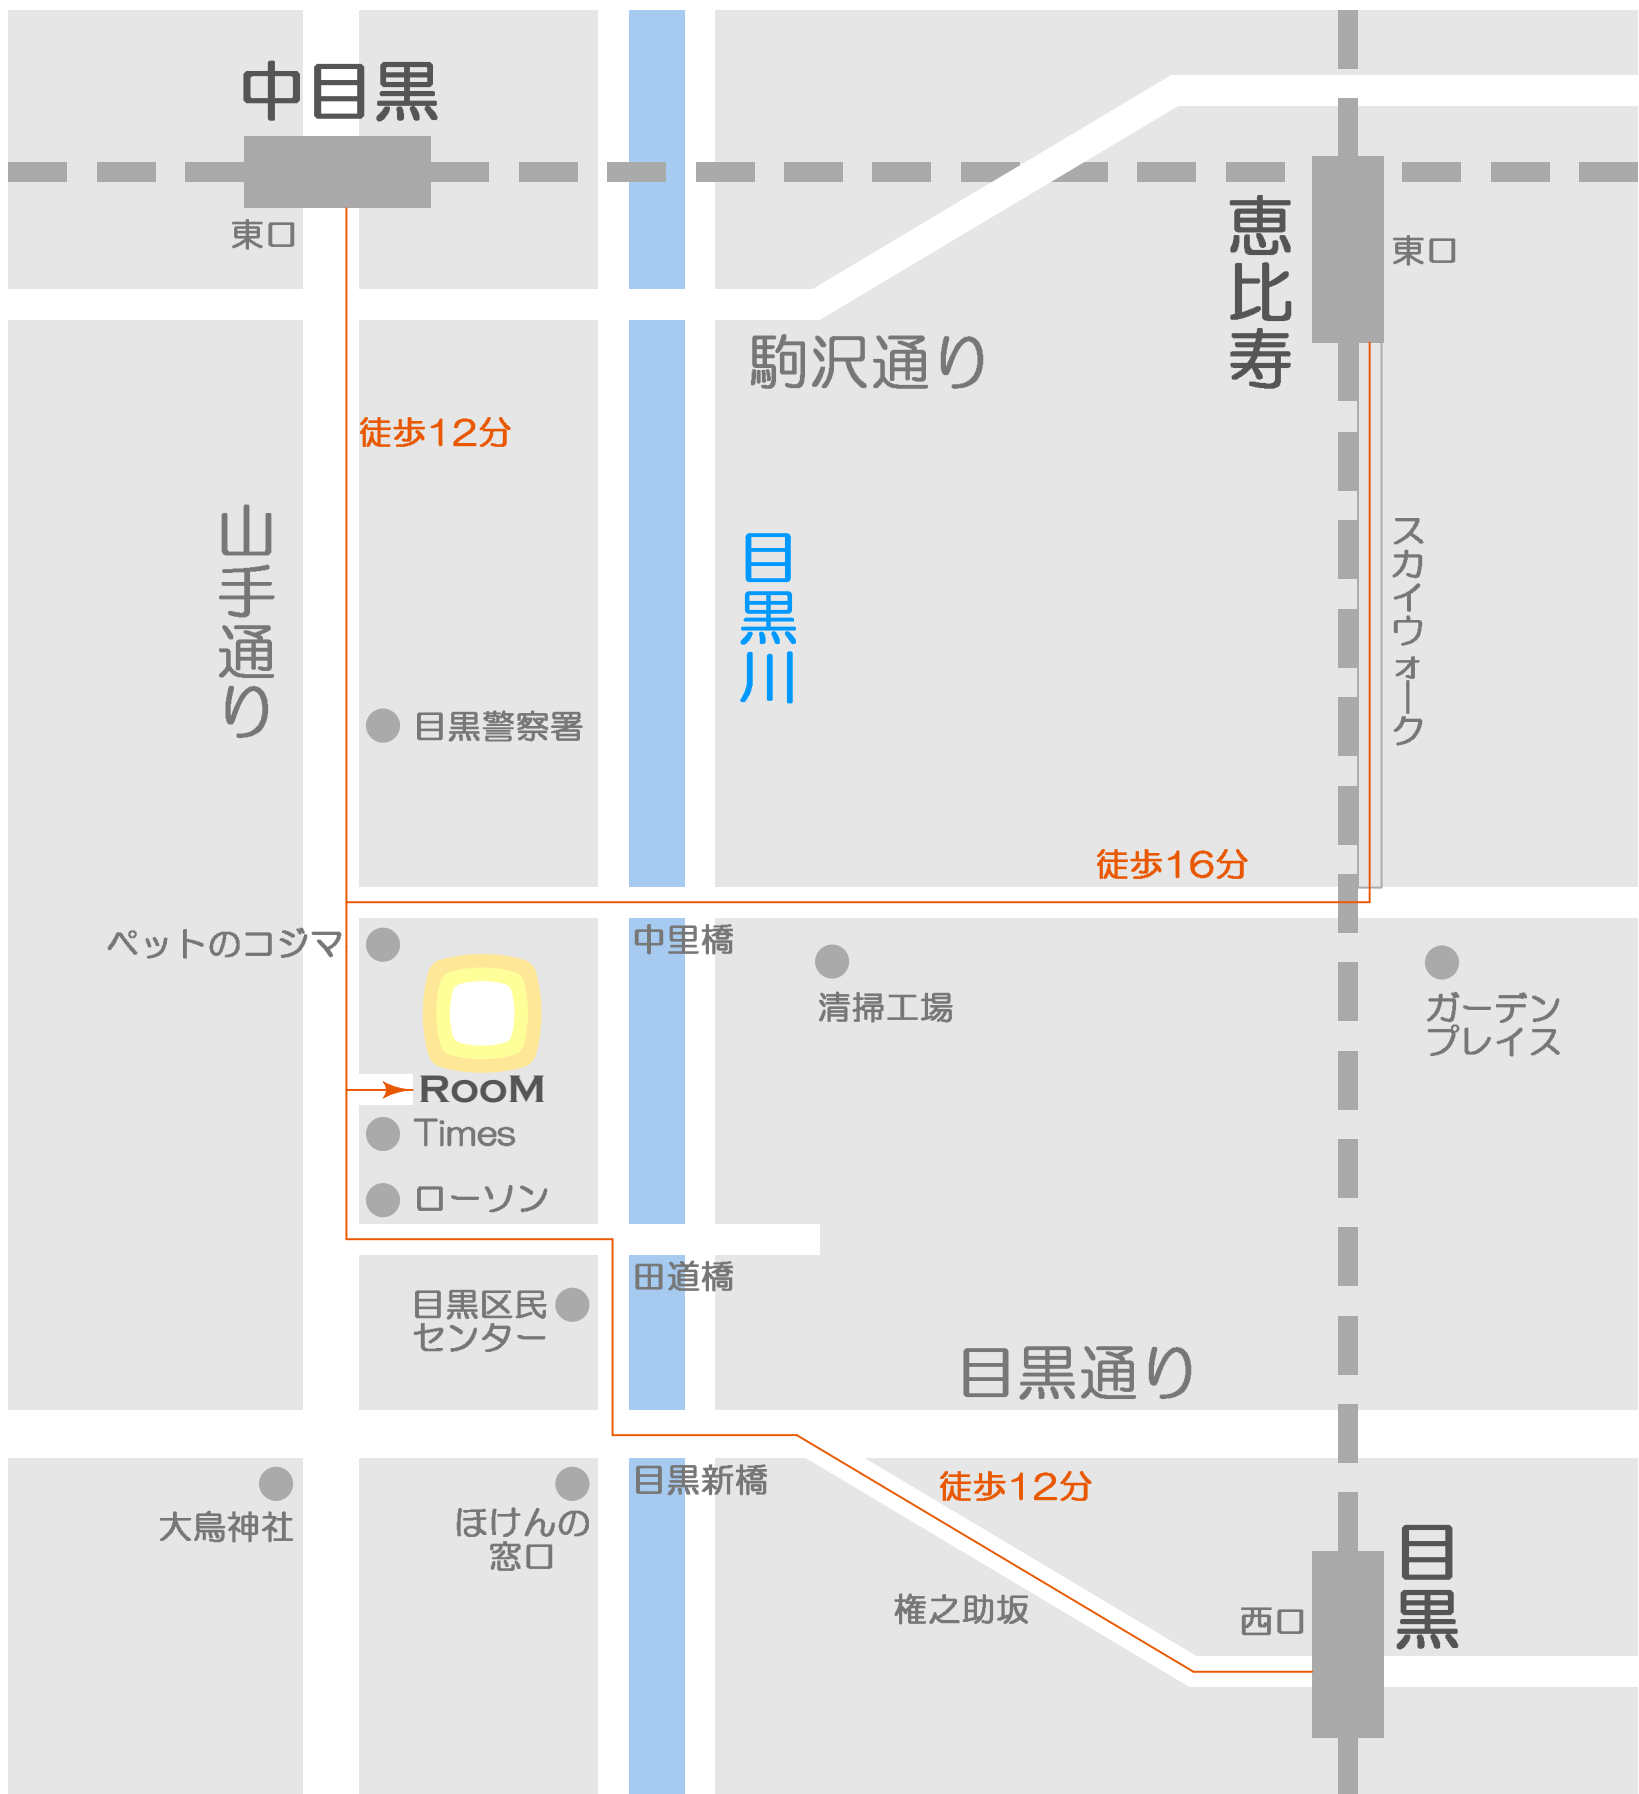 中目黒
東口
恵比寿
東口
駒沢通り
徒歩12分
山手通り
目黒川
スカイウォーク
目黒警察署
徒歩16分
ペットのコジマ
中里橋
清掃工場
ガーデン
プレイス
RooM
Times
ローソン
田道橋
目黒区民
センター
目黒通り
目黒新橋
徒歩12分
大鳥神社
ほけんの
窓口
権之助坂
西口
目黒